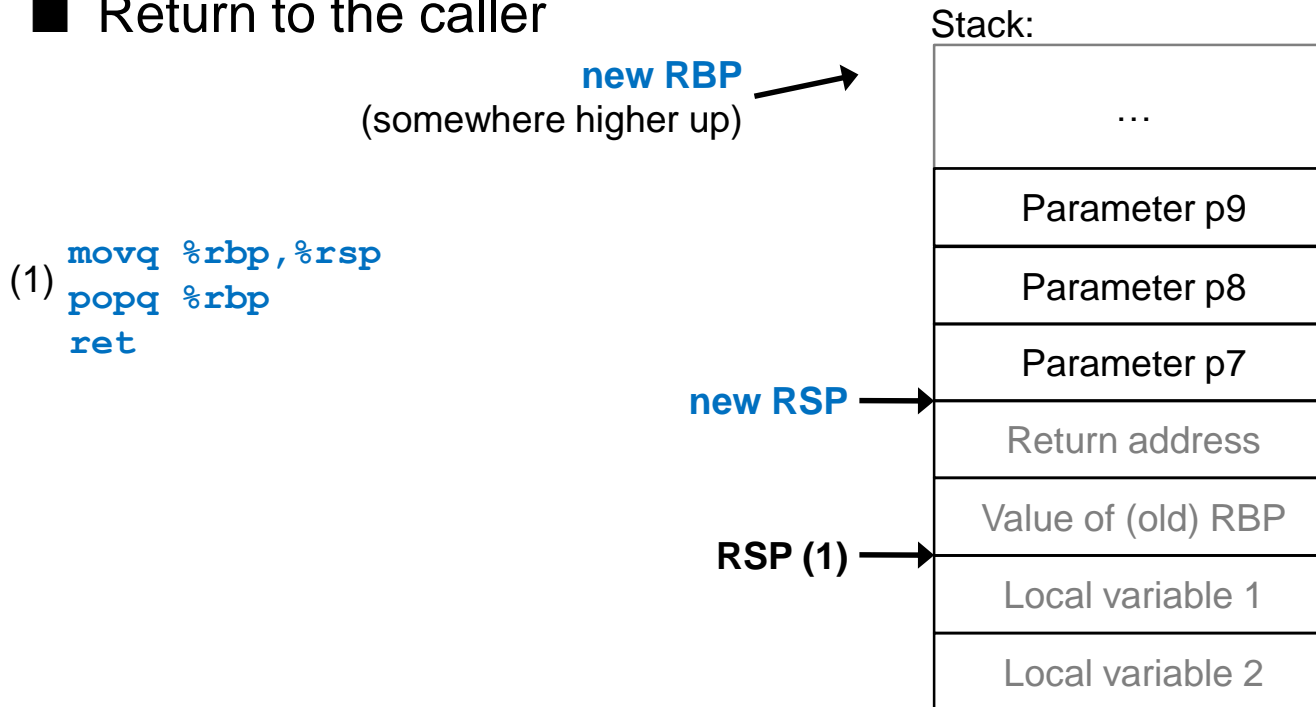 ■ Return to the caller
Stack:
new RBP
(somewhere higher up)
…
Parameter p9
(1)
movq %rbp,%rsp
popq %rbp
ret
Parameter p8
Parameter p7
new RSP
Return address
Value of (old) RBP
RSP (1)
Local variable 1
Local variable 2